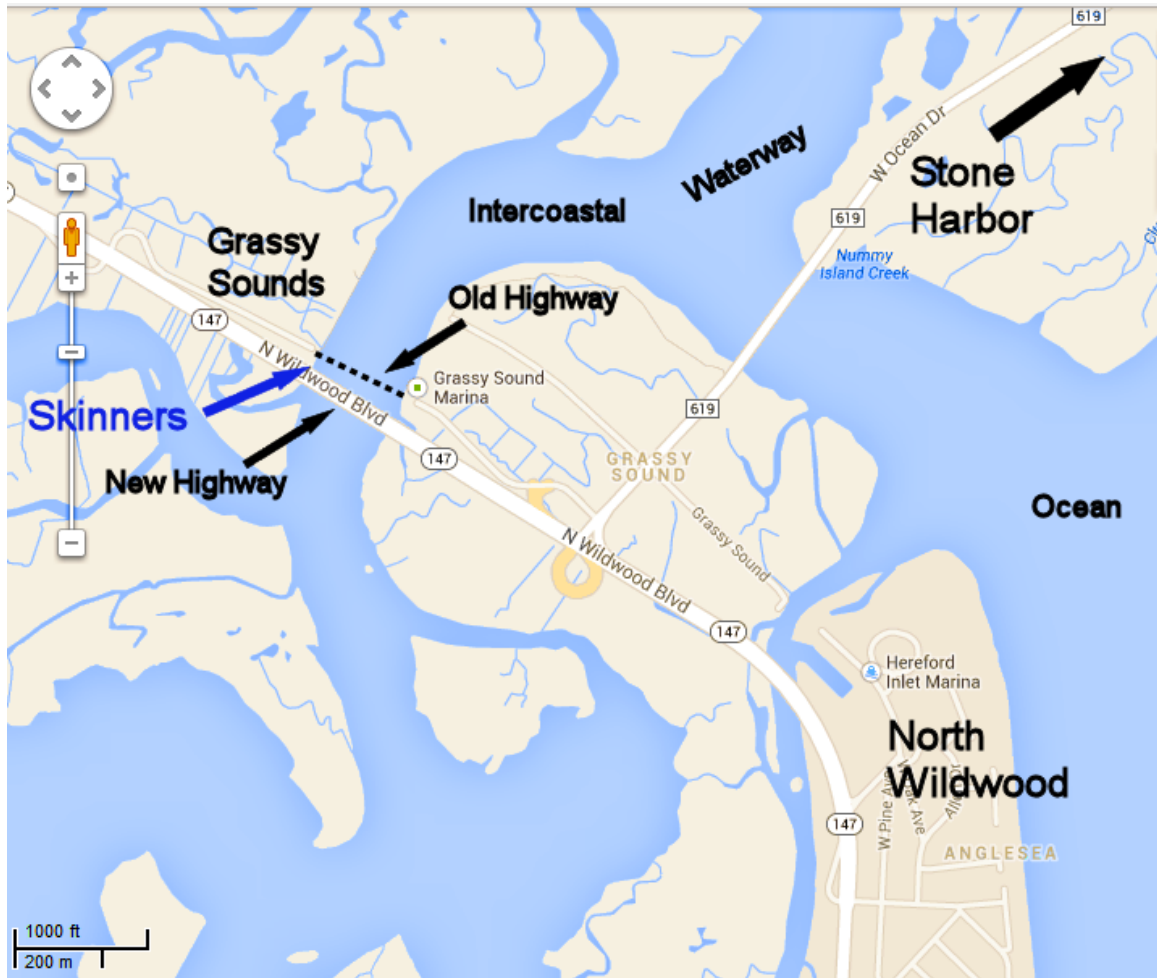 619
W Ocean Dr
Stone
Harbor
Waterway
Intercoastal
619
Nummy
Island Creek
Grassy
Sounds
Old Highway
147
N Wildwood Blvd
Grassy Sound
Marina
Skinners
619
147
New Highway
GRASSY
SOUND
Ocean
Grassy Sound
N Wildwood Blvd
147
Hereford
Inlet Marina
North
Wildwood
W Pine Ave
147
ANGLESEA
1000 ft
200 m